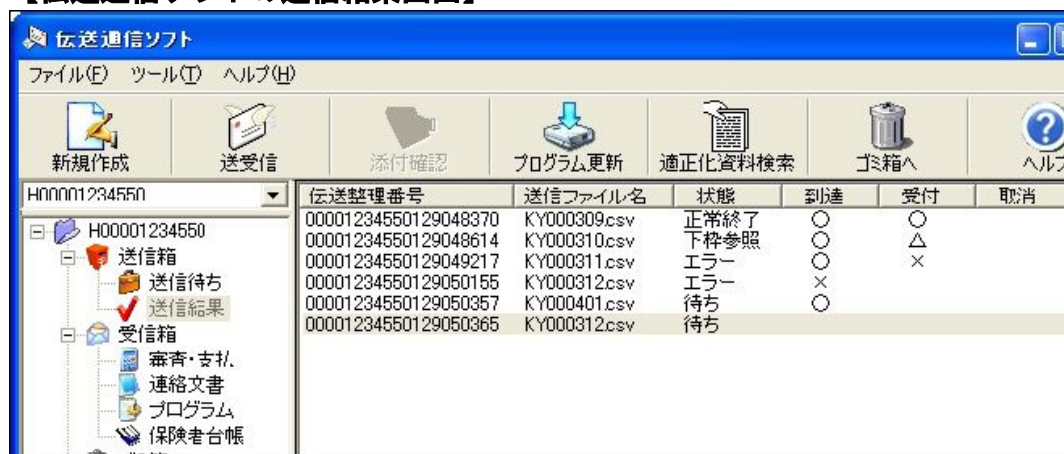 伝送通信ソフト
ファイル(F) ツール(T) ヘルプ(H)
新規作成 送受信 添付確認 プログラム更新 適正化資料検索 ゴミ箱へ ヘルプ
H00001234550
伝送整理番号 送信ファイル名 状態 到達 受付 取消
00001234550129048370 KY000309.csv 正常終了 ○ ○
00001234550129048614 KY000310.csv 下枠参照 ○ △
00001234550129049217 KY000311.csv エラー ○ ×
00001234550129050155 KY000312.csv エラー ×
00001234550129050357 KY000401.csv 待ち ○
00001234550129050365 KY000312.csv 待ち
H00001234550
送信箱
送信待ち
送信結果
受信箱
審査・支払
連絡文書
プログラム
保険者台帳